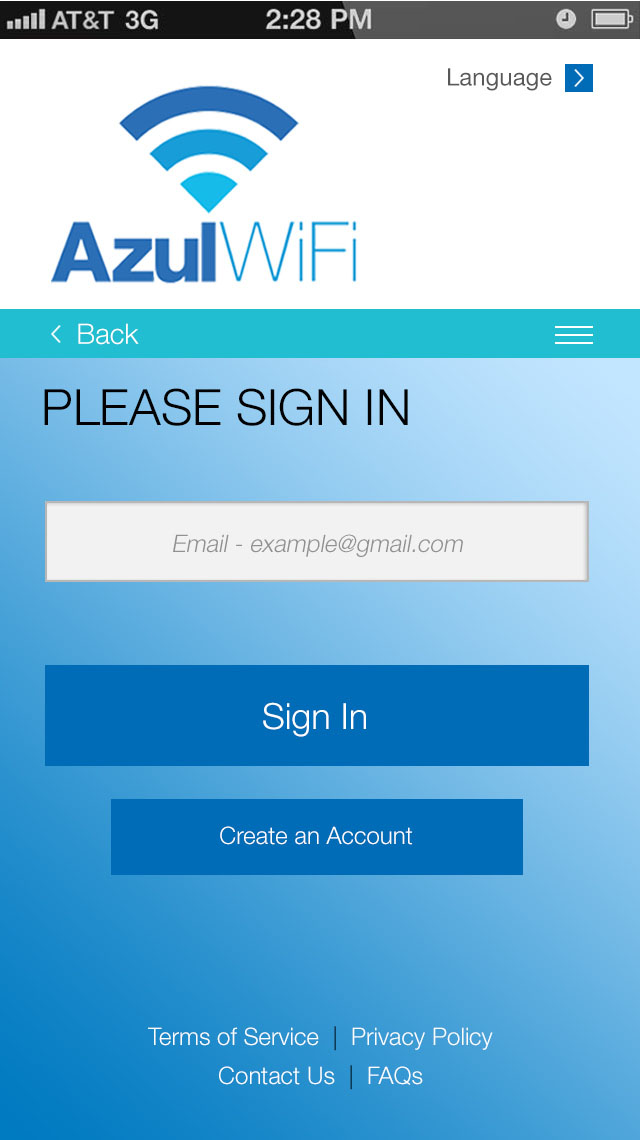 AT&T 3G 2:28 PM
Language
AzulWiFi
Back
PLEASE SIGN IN
Email - example@gmail.com
Sign In
Create an Account
Terms of Service | Privacy Policy
Contact Us | FAQs